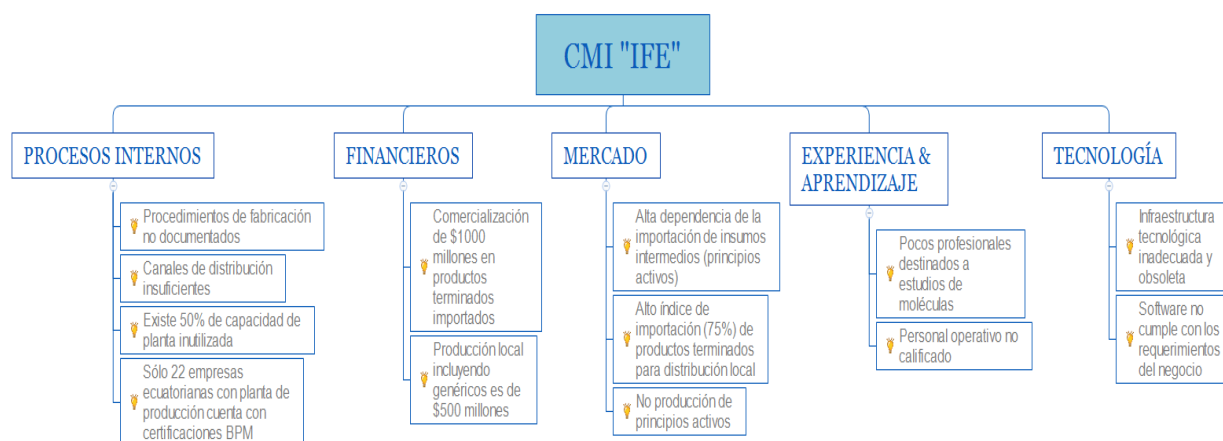 CMI "IFE"
PROCESOS INTERNOS
Procedimientos de fabricación
no documentados
Canales de distribución
insuficientes
Existe 50% de capacidad de
planta inutilizada
Sólo 22 empresas
ecuatorianas con planta de
producción cuenta con
certificaciones BPM
FINANCIEROS
Comercialización
de $1000
millones en
productos
terminados
importados
Producción local
incluyendo
genéricos es de
$500 millones
MERCADO
Alta dependencia de la
importación de insumos
intermedios (principios
activos)
Alto índice de
importación (75%) de
productos terminados
para distribución local
No producción de
principios activos
EXPERIENCIA &
APRENDIZAJE
Pocos profesionales
destinados a
estudios de
moléculas
Personal operativo no
calificado
TECNOLOGÍA
Infraestructura
tecnológica
inadecuada y
obsoleta
Software no
cumple con los
requerimientos
del negocio